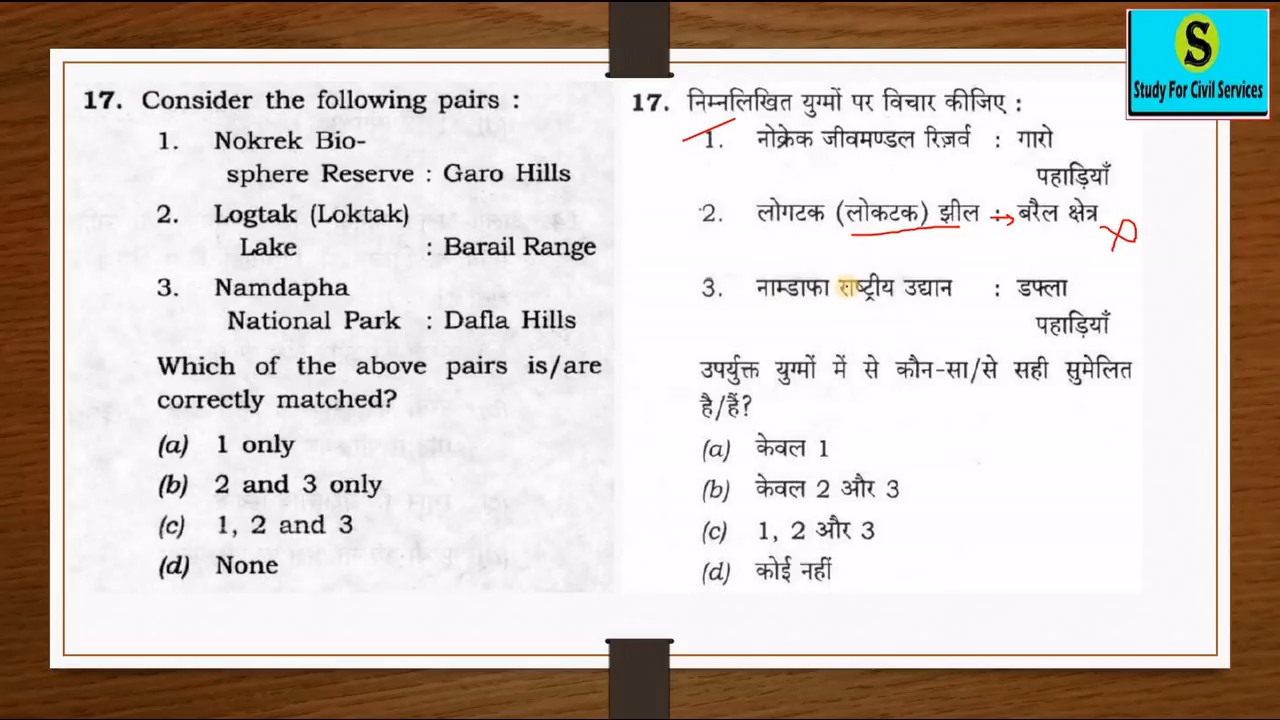 S
Study For Civil Services
17. Consider the following pairs :
1. Nokrek Bio-
sphere Reserve : Garo Hills
2. Logtak (Loktak)
Lake : Barail Range
3. Namdapha
National Park : Dafla Hills
Which of the above pairs is/are
correctly matched?
(a) 1 only
(b) 2 and 3 only
(c) 1, 2 and 3
(d) None
17. निम्नलिखित युग्मों पर विचार कीजिए :
1. नोक्रेक जीवमण्डल रिज़र्व : गारो
पहाड़ियाँ
2. लोगटक (लोकटक) झील : बरैल क्षेत्र
3. नाम्डाफा राष्ट्रीय उद्यान : डफ्ला
पहाड़ियाँ
उपर्युक्त युग्मों में से कौन-सा/से सही सुमेलित
है/हैं?
(a) केवल 1
(b) केवल 2 और 3
(c) 1, 2 और 3
(d) कोई नहीं